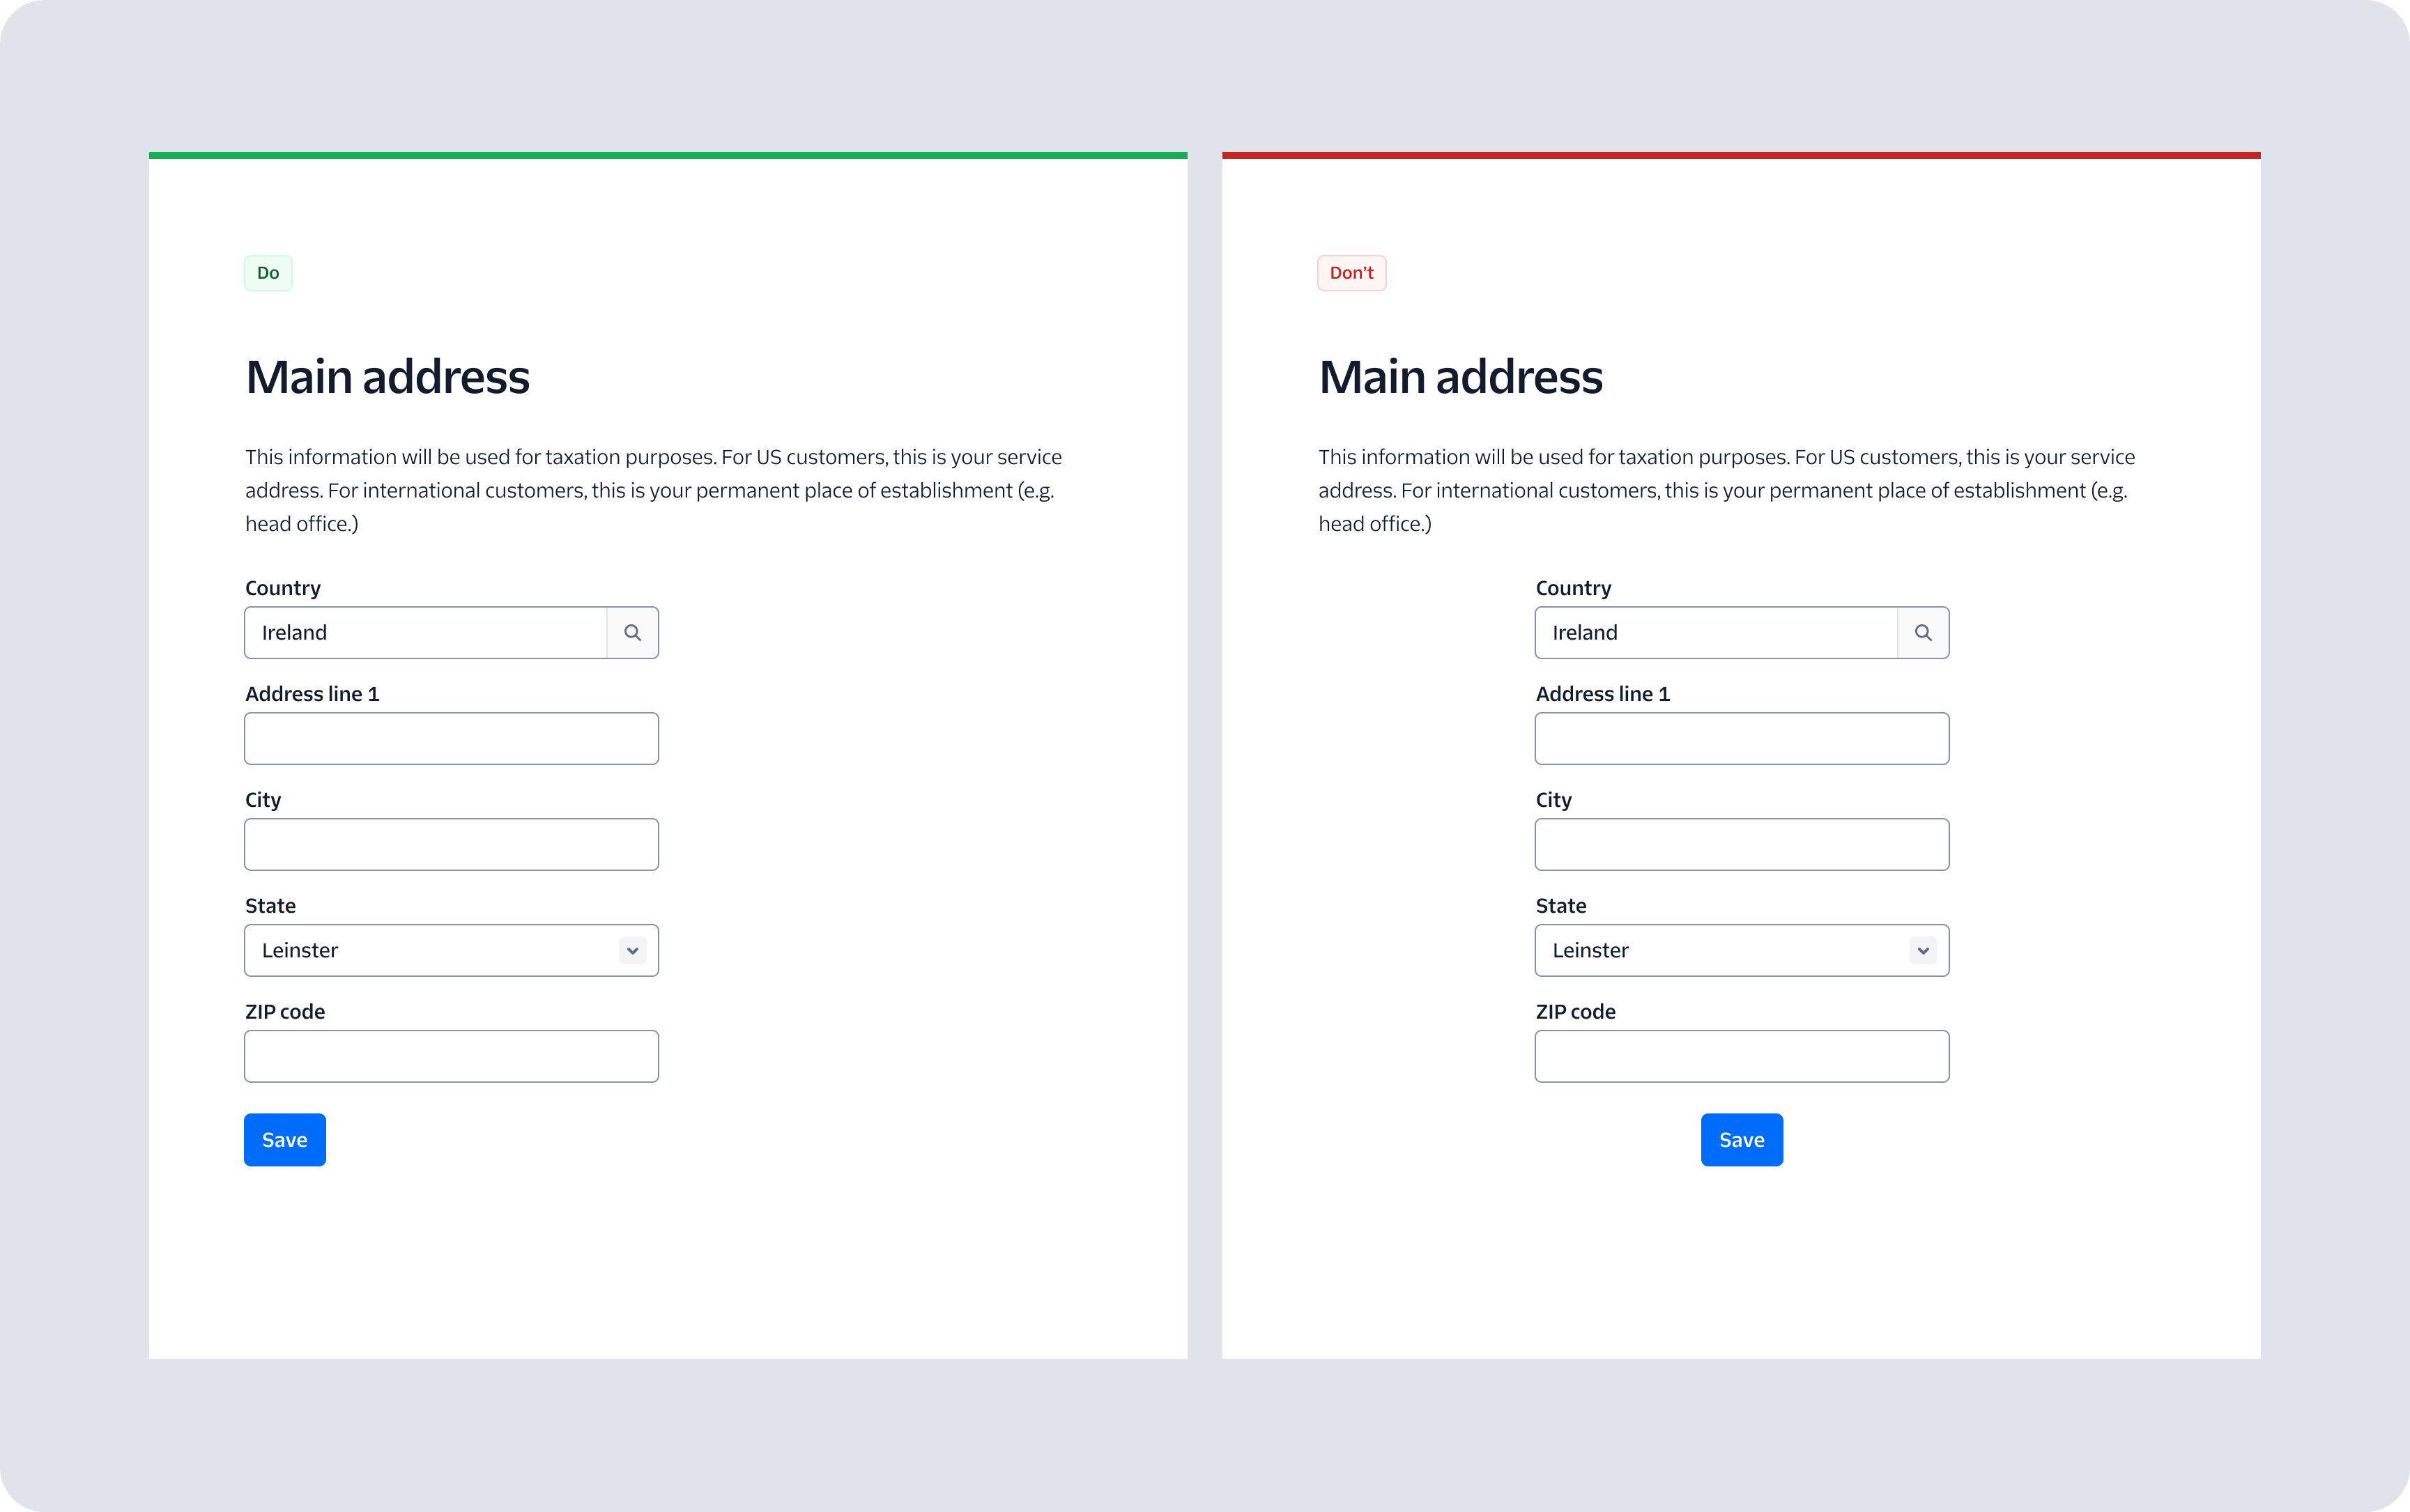 Do
Main address
This information will be used for taxation purposes. For US customers, this is your service
address. For international customers, this is your permanent place of establishment (e.g.
head office.)
Country
Ireland
Address line 1
City
State
Leinster
ZIP code
Save
Don't
Main address
This information will be used for taxation purposes. For US customers, this is your service
address. For international customers, this is your permanent place of establishment (e.g.
head office.)
Country
Ireland
Address line 1
City
State
Leinster
ZIP code
Save